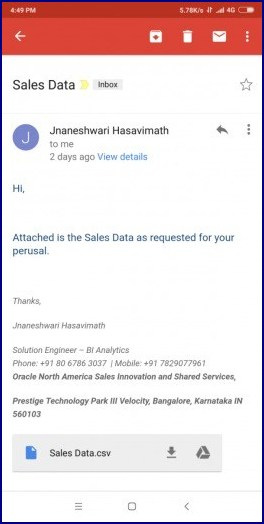 4:49 PM 5.78K/s 4G
Sales Data Inbox
J
Jnaneshwari Hasavimath
to me
2 days ago View details
Hi,
Attached is the Sales Data as requested for your
perusal.
Thanks,
Jnaneshwari Hasavimath
Solution Engineer – BI Analytics
Phone: +91 80 6786 3037 | Mobile: +91 7829077961
Oracle North America Sales Innovation and Shared Services,
Prestige Technology Park III Velocity, Bangalore, Karnataka IN
560103
Sales Data.csv